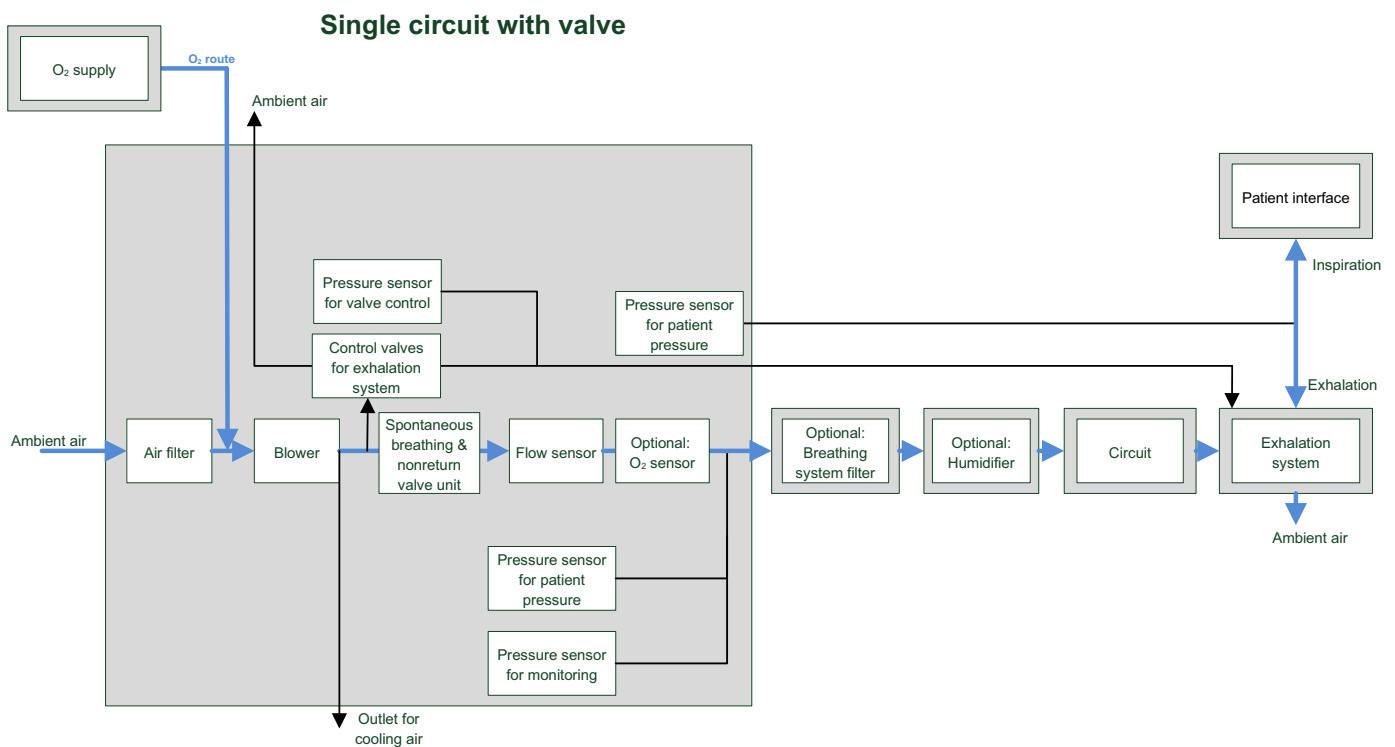 Single circuit with valve
O₂ supply
O₂ route
Ambient air
Patient interface
Inspiration
Pressure sensor
for valve control
Pressure sensor
for patient
pressure
Control valves
for exhalation
system
Exhalation
Ambient air
Air filter
Blower
Spontaneous
breathing &
nonreturn
valve unit
Flow sensor
Optional:
O₂ sensor
Optional:
Breathing
system filter
Optional:
Humidifier
Circuit
Exhalation
system
Ambient air
Pressure sensor
for patient
pressure
Pressure sensor
for monitoring
Outlet for
cooling air